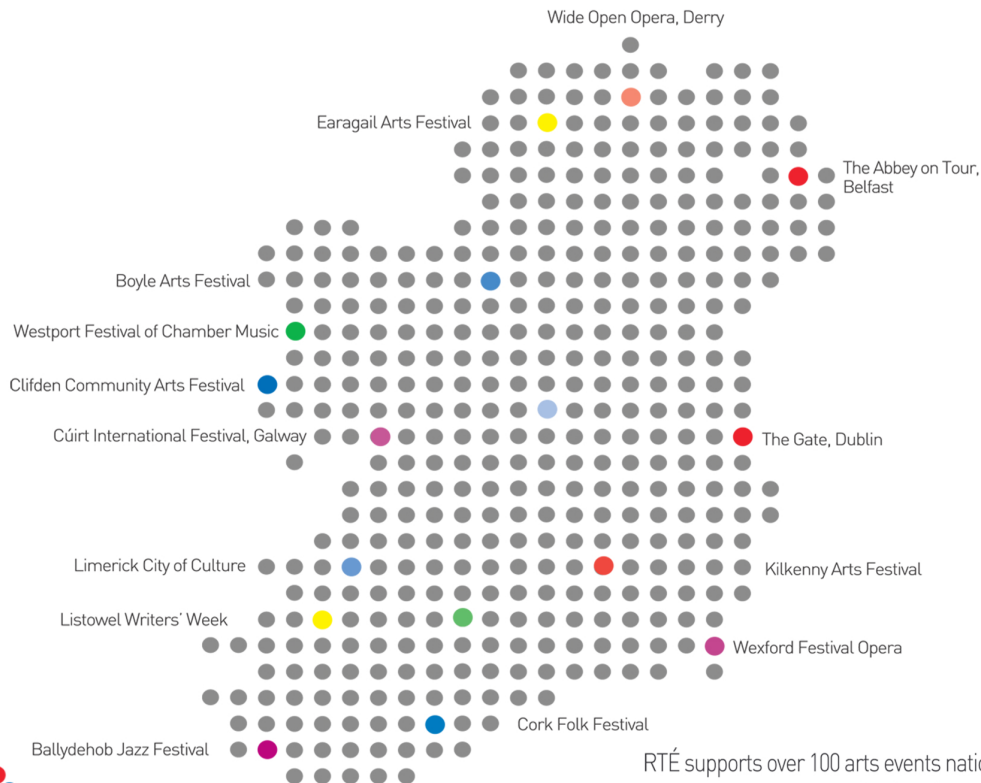 Wide Open Opera, Derry
Earagail Arts Festival
The Abbey on Tour,
Belfast
Boyle Arts Festival
Westport Festival of Chamber Music
Clifden Community Arts Festival
Cúirt International Festival, Galway
The Gate, Dublin
Limerick City of Culture
Kilkenny Arts Festival
Listowel Writers' Week
Wexford Festival Opera
Cork Folk Festival
Ballydehob Jazz Festival
RTÉ supports over 100 arts events